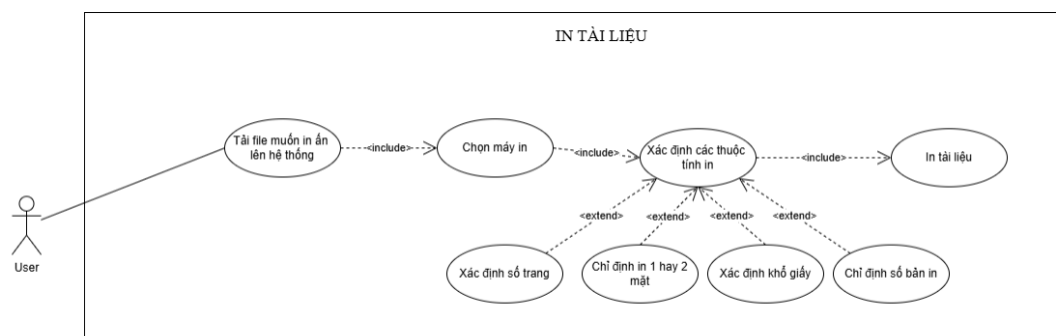 IN TÀI LIỆU
Tải file muốn in ấn
lên hệ thống
<include>
Chọn máy in
<include>
Xác định các thuộc
tính in
<include>
In tài liệu
<extend>
<extend>
<extend>
<extend>
User
Xác định số trang
Chỉ định in 1 hay 2
mặt
Xác định khổ giấy
Chỉ định số bản in